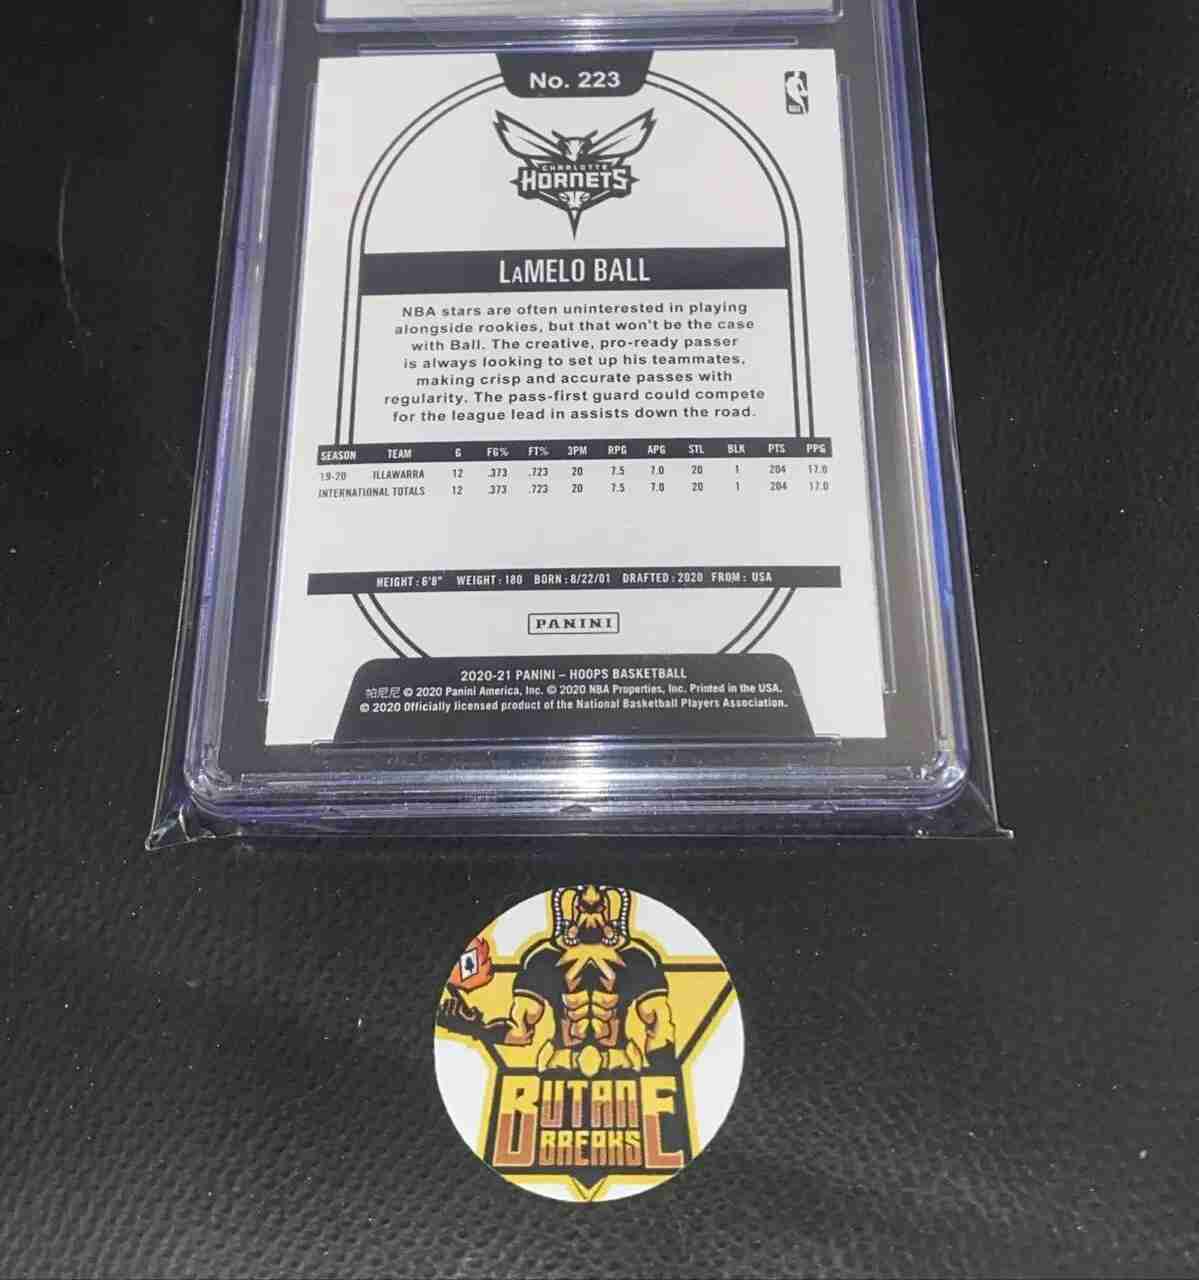 No. 223
CHARLOTTE
HORNETS
LAMELO BALL
NBA stars are often uninterested in playing
alongside rookies, but that won't be the case
with Ball. The creative, pro-ready passer
is always looking to set up his teammates,
making crisp and accurate passes with
regularity. The pass-first guard could compete
for the league lead in assists down the road.
SEASON TEAM G FG% FT% 3PM RPG APG STL BLK PTS PPG
19-20 ILLAWARRA 12 .373 .723 20 7.5 7.0 20 1 204 17.0
INTERNATIONAL TOTALS 12 .373 .723 20 7.5 7.0 20 1 204 17.0
HEIGHT: 6'8" WEIGHT: 180 BORN: 8/22/01 DRAFTED: 2020 FROM: USA
PANINI
2020-21 PANINI – HOOPS BASKETBALL
帕尼尼 © 2020 Panini America, Inc. © 2020 NBA Properties, Inc. Printed in the USA.
© 2020 Officially licensed product of the National Basketball Players Association.
BUTANE
BREAKS